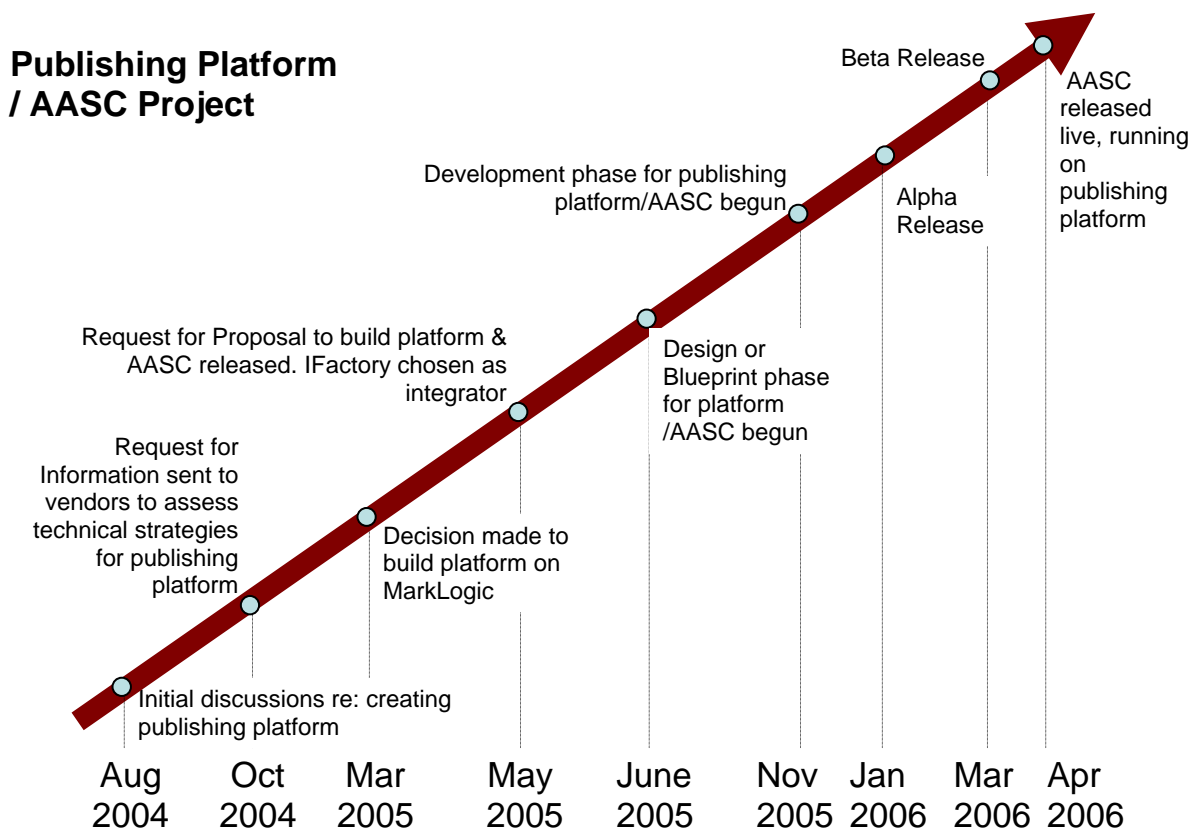 Publishing Platform
/ AASC Project
Beta Release
AASC
released
live, running
on
publishing
platform
Development phase for publishing
platform/AASC begun
Alpha
Release
Request for Proposal to build platform &
AASC released. IFactory chosen as
integrator
Design or
Blueprint phase
for platform
/AASC begun
Request for
Information sent to
vendors to assess
technical strategies
for publishing
platform
Decision made to
build platform on
MarkLogic
Initial discussions re: creating
publishing platform
Aug
2004
Oct
2004
Mar
2005
May
2005
June
2005
Nov
2005
Jan
2006
Mar
2006
Apr
2006